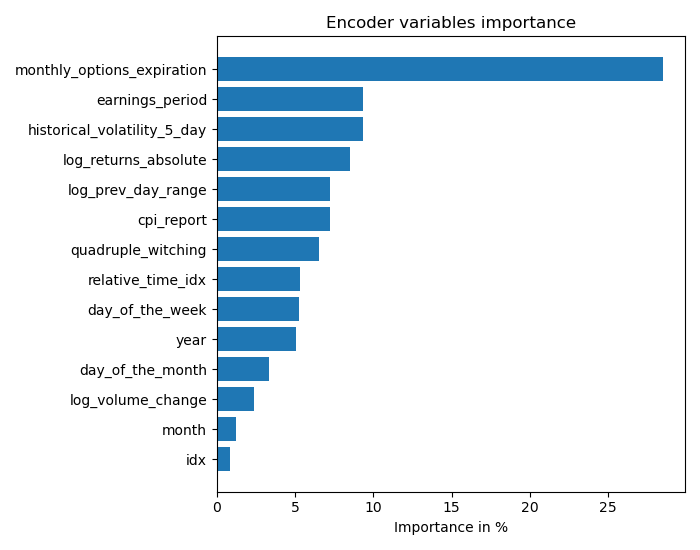 Encoder variables importance
monthly_options_expiration
earnings_period
historical_volatility_5_day
log_returns_absolute
log_prev_day_range
cpi_report
quadruple_witching
relative_time_idx
day_of_the_week
year
day_of_the_month
log_volume_change
month
idx
0 5 10 15 20 25
Importance in %